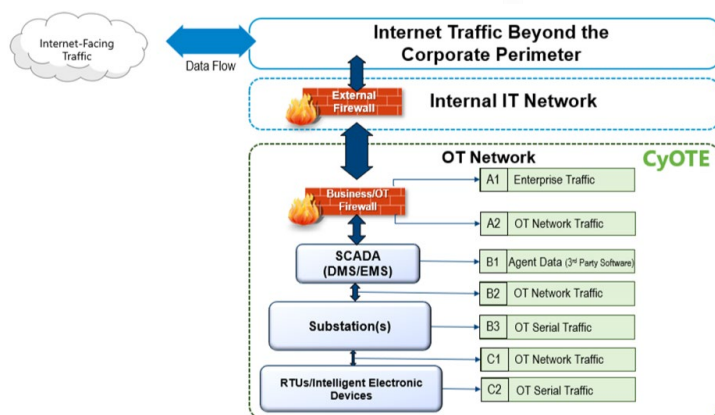 Internet-Facing
Traffic
Data Flow
Internet Traffic Beyond the
Corporate Perimeter
External
Firewall
Internal IT Network
OT Network
CyOTE
Business/OT
Firewall
A1 Enterprise Traffic
A2 OT Network Traffic
SCADA
(DMS/EMS)
B1 Agent Data (3rd Party Software)
B2 OT Network Traffic
Substation(s)
B3 OT Serial Traffic
C1 OT Network Traffic
RTUs/Intelligent Electronic
Devices
C2 OT Serial Traffic